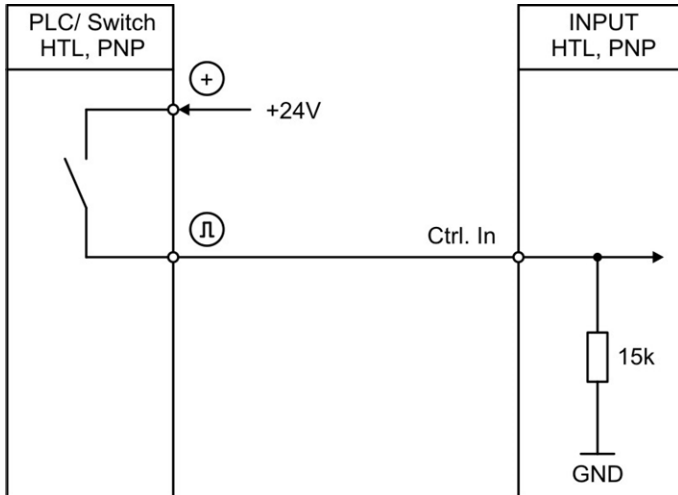 PLC/ Switch
HTL, PNP
INPUT
HTL, PNP
+
+24V
Ctrl. In
15k
GND